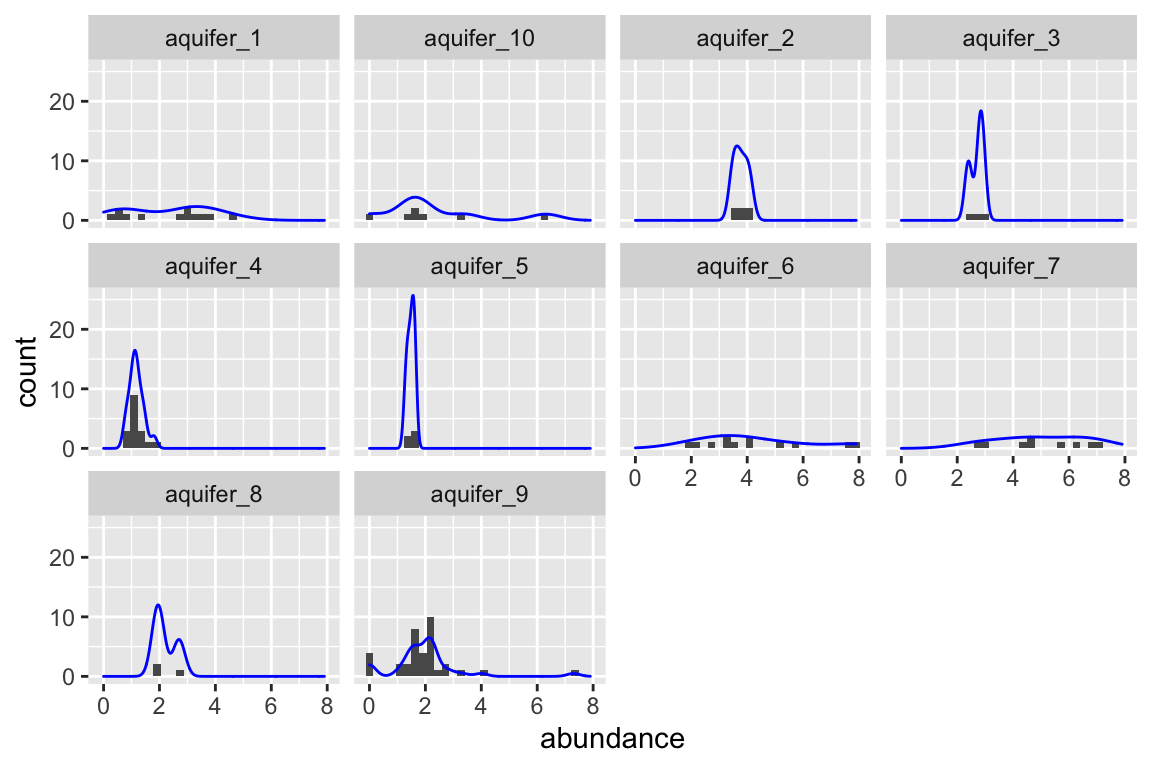 aquifer_1 aquifer_10 aquifer_2 aquifer_3
20
10
0
aquifer_4 aquifer_5 aquifer_6 aquifer_7
20
10
0
0 2 4 6 8 0 2 4 6 8
aquifer_8 aquifer_9
20
10
0
0 2 4 6 8 0 2 4 6 8
abundance
count